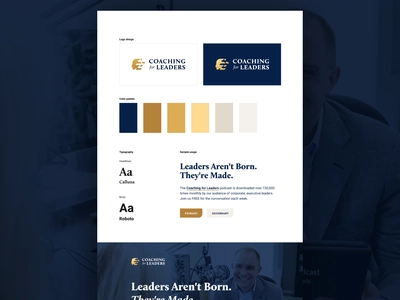 Logo design
COACHING
for LEADERS
COACHING
for LEADERS
Color palette
Typography
Headlines
Aa
Calluna
Body
Aa
Roboto
Sample usage
Leaders Aren't Born.
They're Made.
The Coaching for Leaders podcast is downloaded over 150,000
times monthly by our audience of corporate, executive leaders.
Join us FREE for the conversation each week.
PRIMARY
SECONDARY
COACHING
for LEADERS
Leaders Aren't Born.
They're Made.